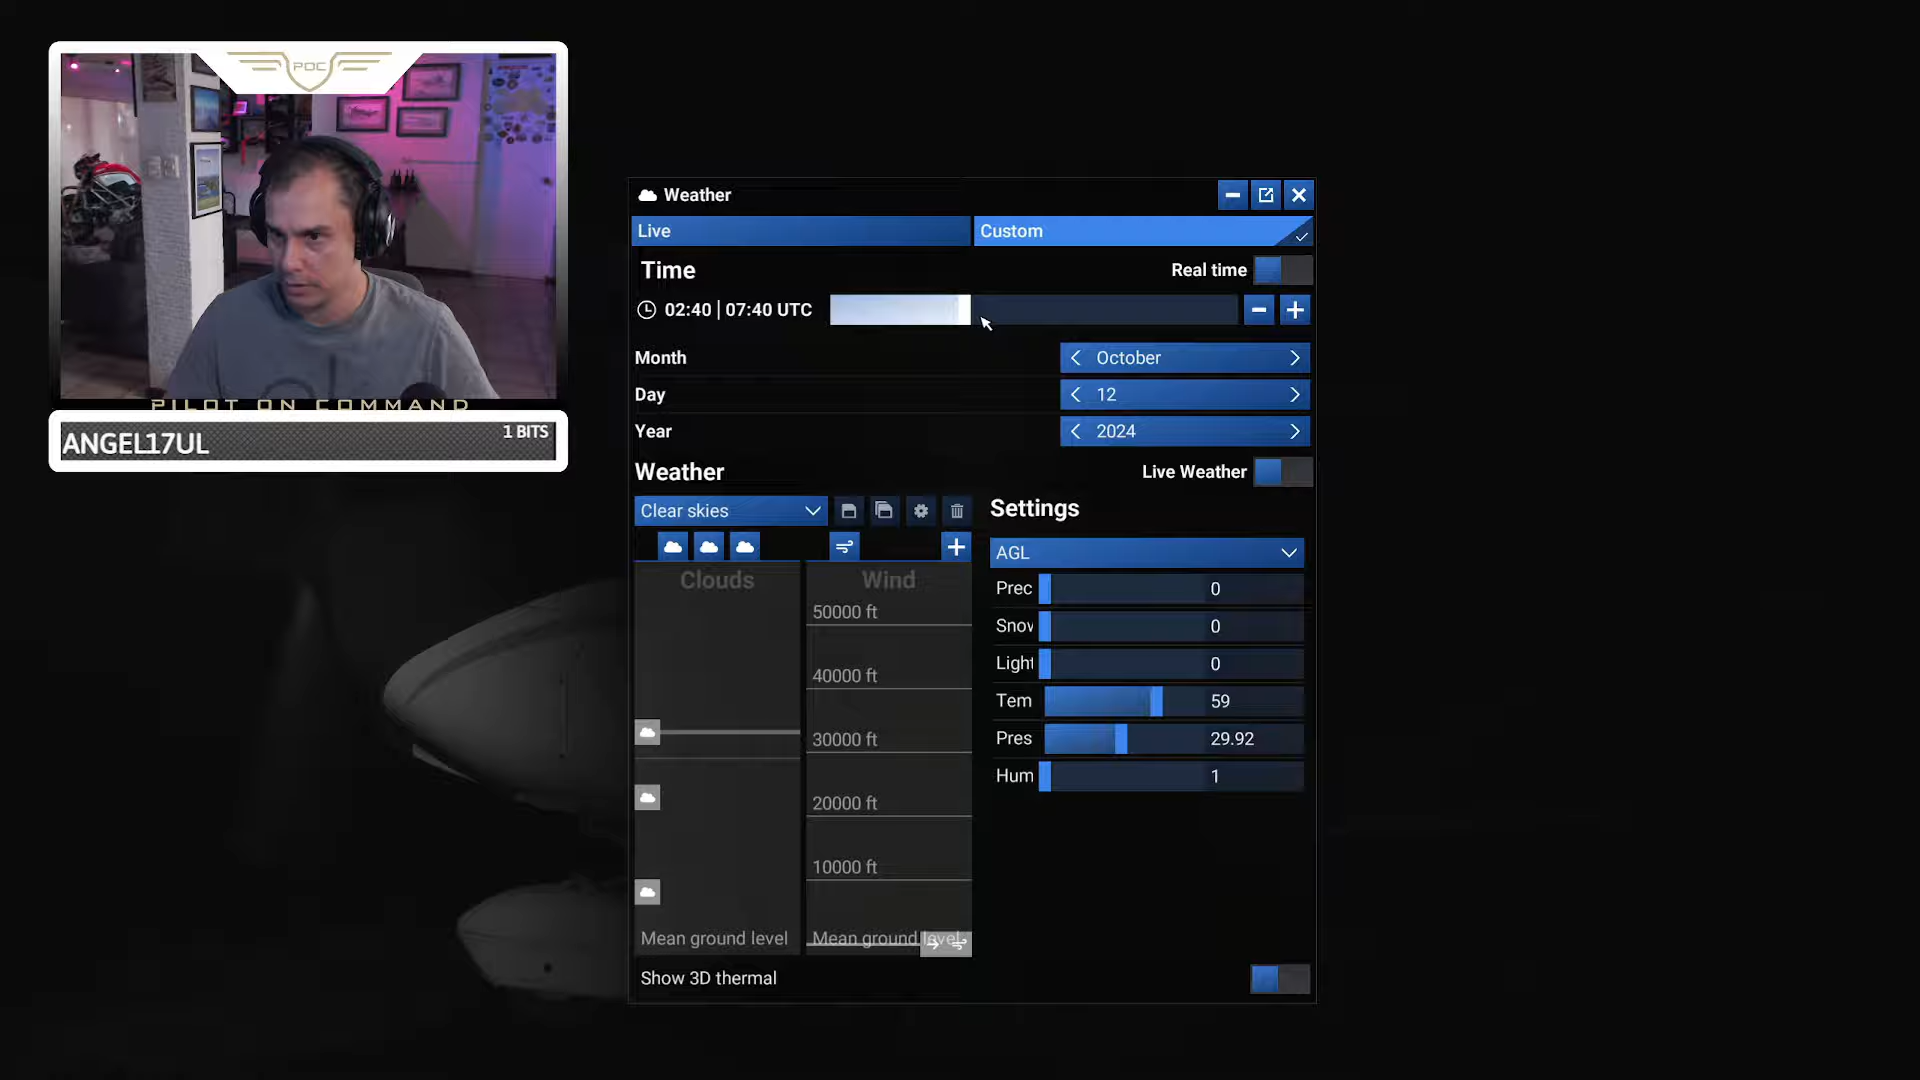 POC
PILOT ON COMMAND
ANGEL17UL
1 BITS
Weather
Live
Custom
Time
Real time
02:40 | 07:40 UTC
Month
October
Day
12
Year
2024
Weather
Live Weather
Clear skies
Settings
AGL
Clouds
Wind
50000 ft
40000 ft
30000 ft
20000 ft
10000 ft
Mean ground level
Mean ground level
Prec
0
Snov
0
Light
0
Tem
59
Pres
29.92
Hum
1
Show 3D thermal